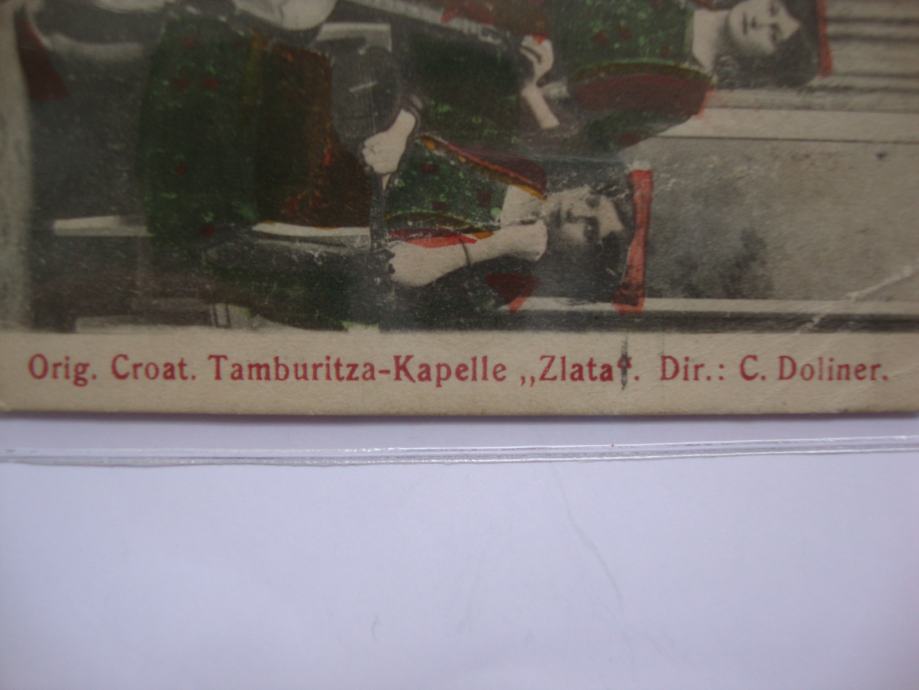 Orig. Croat. Tamburitza-Kapelle „Zlata“. Dir.: C. Doliner.